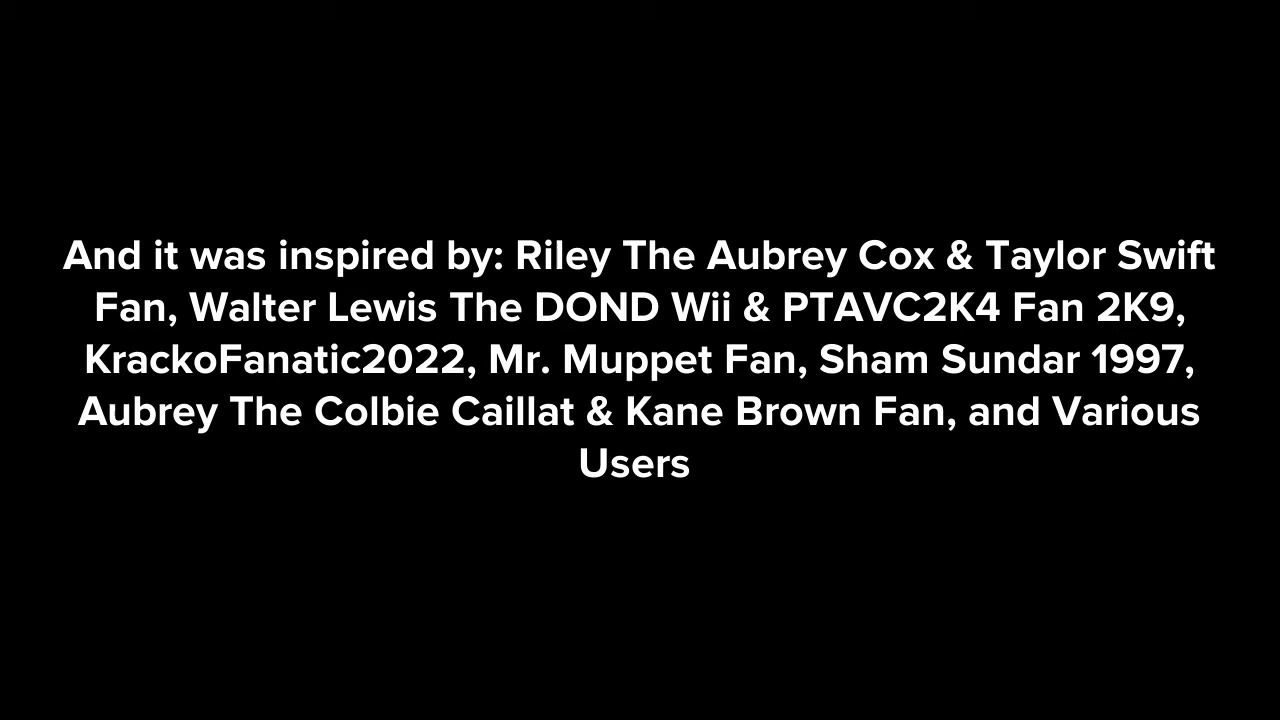 And it was inspired by: Riley The Aubrey Cox & Taylor Swift
Fan, Walter Lewis The DOND Wii & PTAVC2K4 Fan 2K9,
KrackoFanatic2022, Mr. Muppet Fan, Sham Sundar 1997,
Aubrey The Colbie Caillat & Kane Brown Fan, and Various
Users